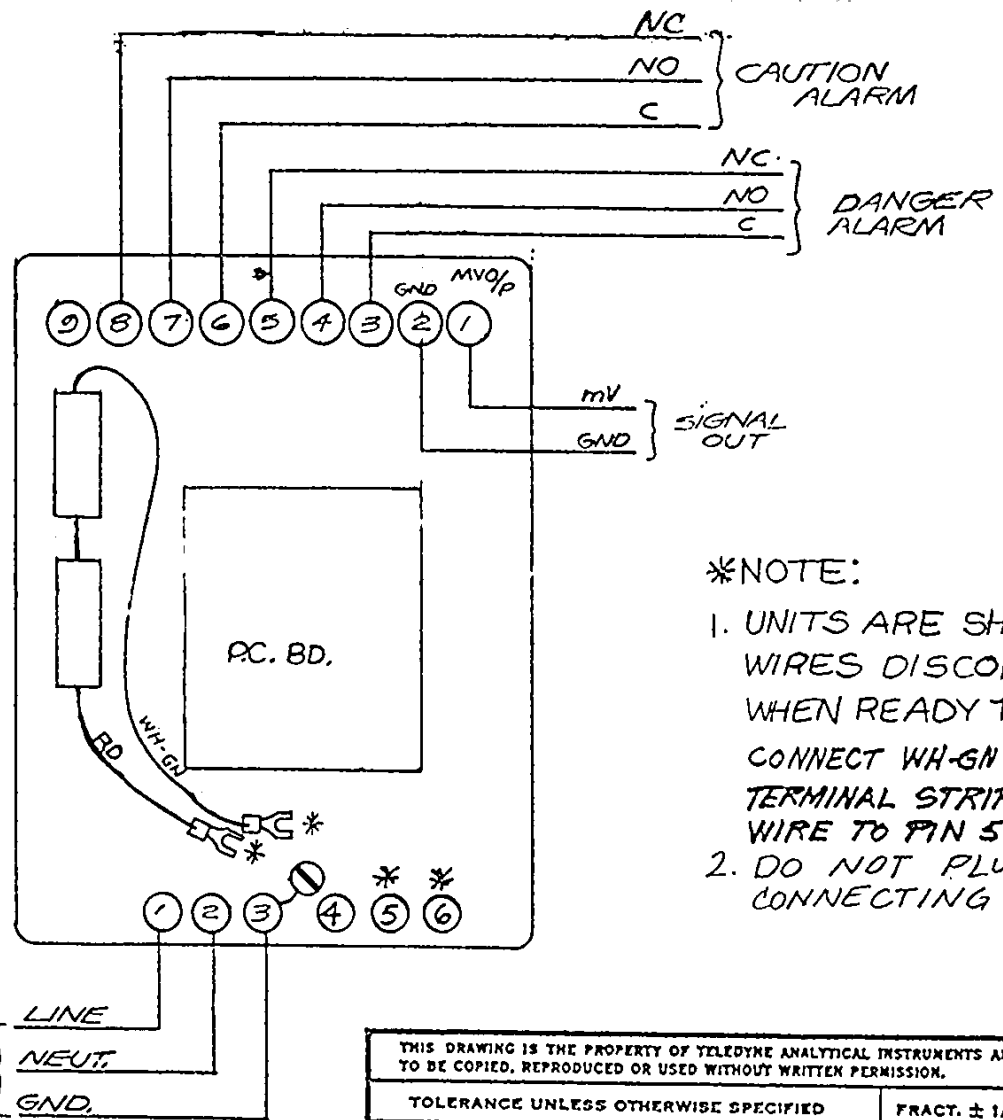 NC
NO
C
CAUTION
ALARM
NC.
NO
C
DANGER
ALARM
GND
MVO/P
9 8 7 6 5 4 3 2 1
mV
GND
SIGNAL
OUT
P.C. BD.
RD
WH-GN
*
*
* *
1 2 3 4 5 6
*NOTE:
1. UNITS ARE SH
WIRES DISCO
WHEN READY T
CONNECT WH-GN
TERMINAL STRI
WIRE TO PIN 5
2. DO NOT PLU
CONNECTING
LINE
NEUT.
GND.
THIS DRAWING IS THE PROPERTY OF TELEDYNE ANALYTICAL INSTRUMENTS A
TO BE COPIED, REPRODUCED OR USED WITHOUT WRITTEN PERMISSION.
TOLERANCE UNLESS OTHERWISE SPECIFIED
FRACT. ± 1